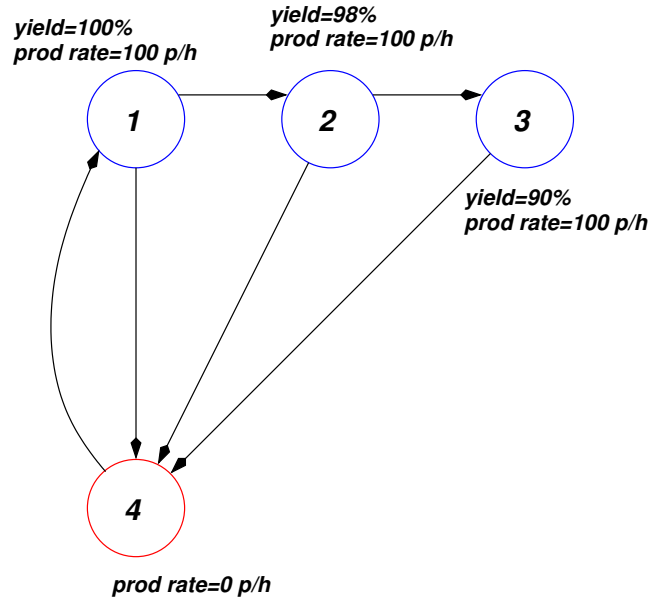 yield=100%
prod rate=100 p/h
yield=98%
prod rate=100 p/h
1
2
3
yield=90%
prod rate=100 p/h
4
prod rate=0 p/h